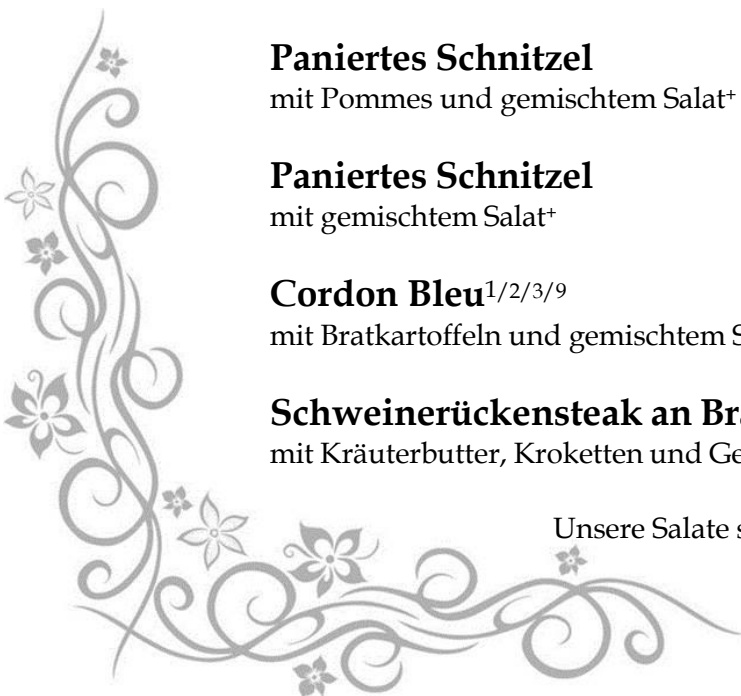 Paniertes Schnitzel
mit Pommes und gemischtem Salat⁺
Paniertes Schnitzel
mit gemischtem Salat⁺
Cordon Bleu¹/²/³/⁹
mit Bratkartoffeln und gemischtem
Schweinerückensteak an
mit Kräuterbutter, Kroketten und
Unsere Salate